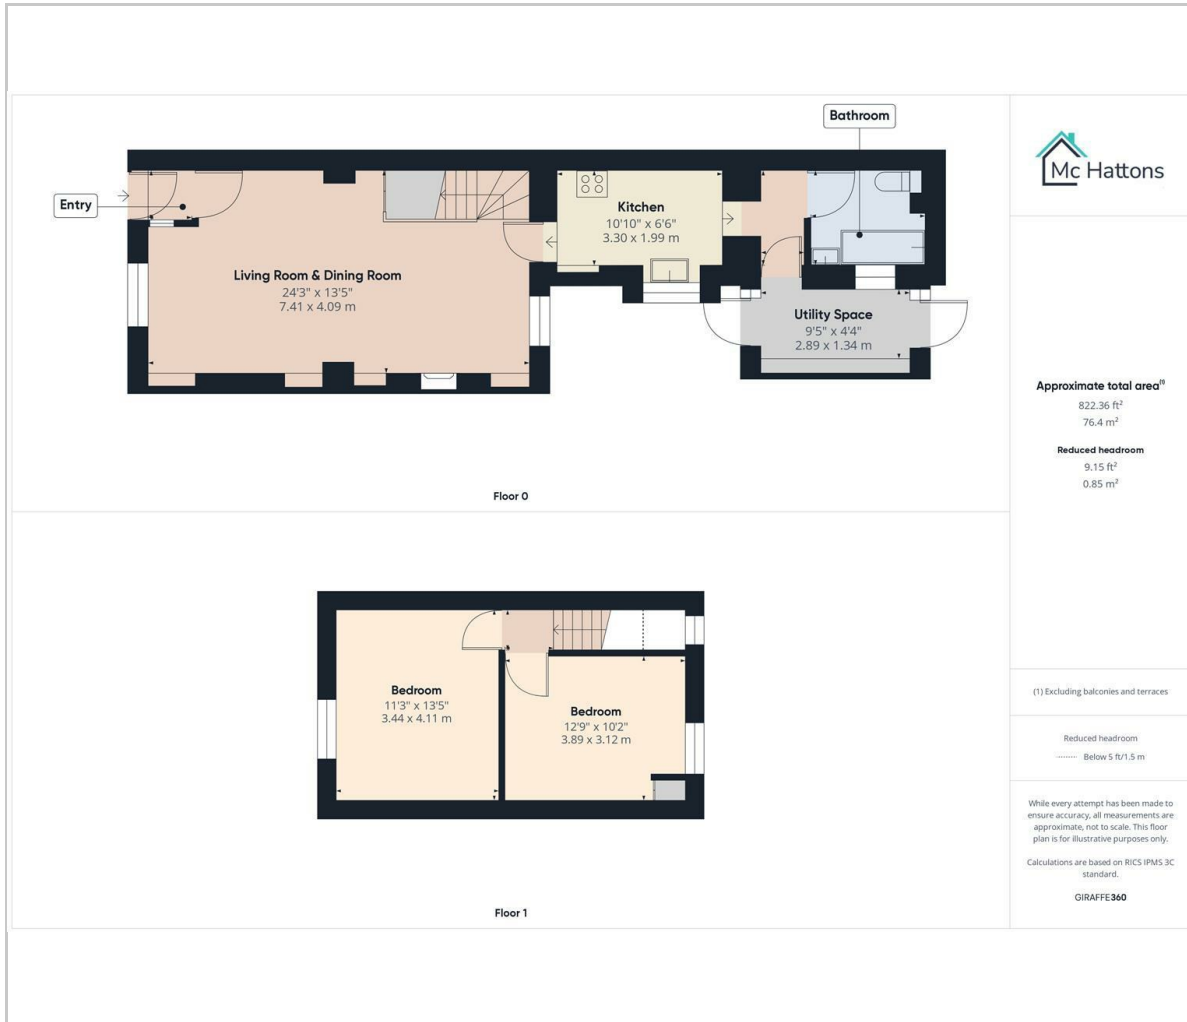 Bathroom
Entry
Kitchen
10'10" x 6'6"
3.30 x 1.99 m
Living Room & Dining Room
24'3" x 13'5"
7.41 x 4.09 m
Utility Space
9'5" x 4'4"
2.89 x 1.34 m
Floor 0
Bedroom
11'3" x 13'5"
3.44 x 4.11 m
Bedroom
12'9" x 10'2"
3.89 x 3.12 m
Floor 1
Mc Hattons
Approximate total area⁽¹⁾
822.36 ft²
76.4 m²
Reduced headroom
9.15 ft²
0.85 m²
(1) Excluding balconies and terraces
Reduced headroom
Below 5 ft/1.5 m
While every attempt has been made to
ensure accuracy, all measurements are
approximate, not to scale. This floor
plan is for illustrative purposes only.
Calculations are based on RICS IPMS 3C
standard.
GIRAFFE360